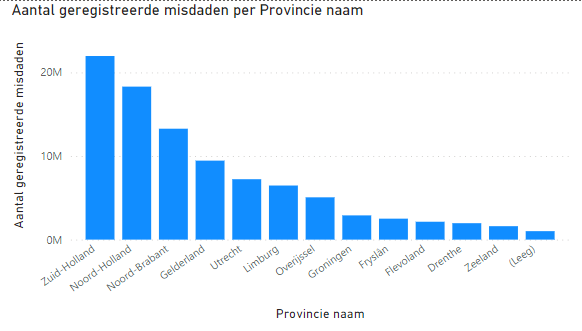 Aantal geregistreerde misdaden per Provincie naam
Aantal geregistreerde misdaden
20M
10M
0M
Zuid-Holland
Noord-Holland
Noord-Brabant
Gelderland
Utrecht
Limburg
Overijssel
Groningen
Fryslân
Flevoland
Drenthe
Zeeland
(Leeg)
Provincie naam